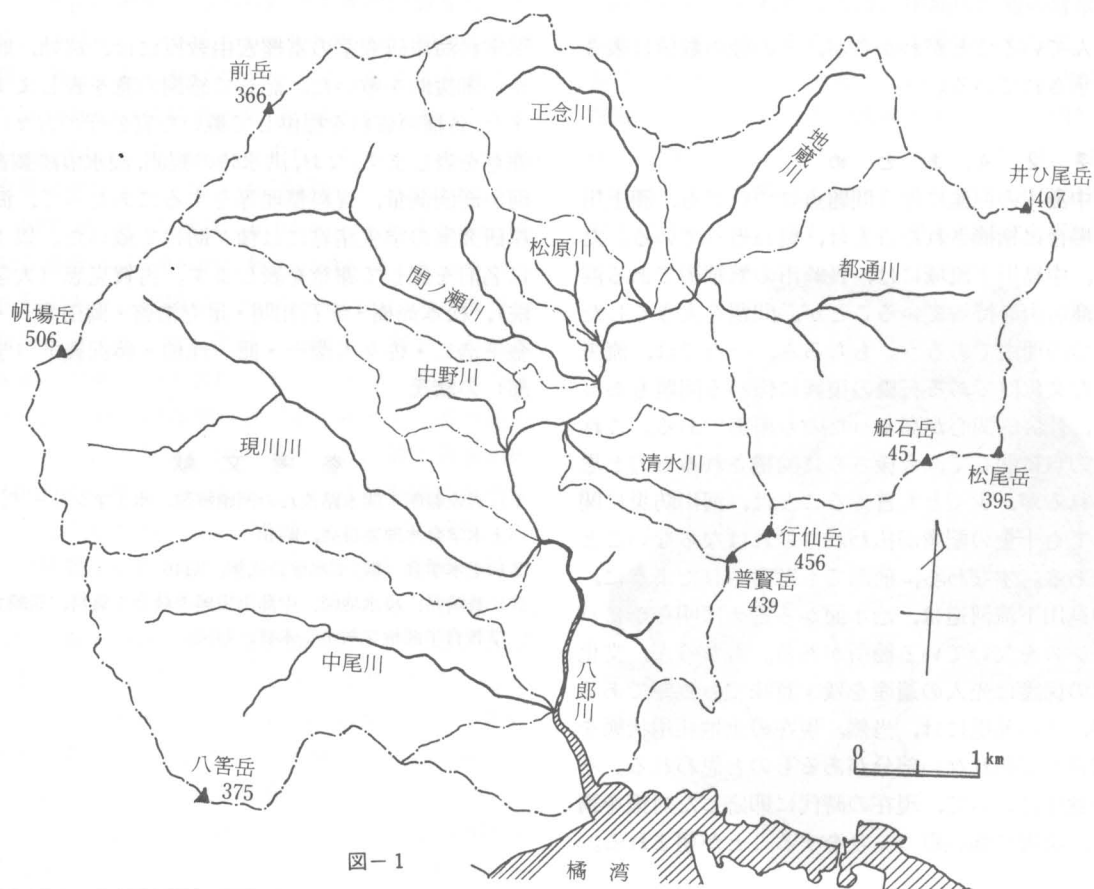 前岳
366
正念川
地蔵川
井ひ尾岳
407
松原川
都通川
間ノ瀬川
帆場岳
506
中野川
現川川
清水川
船石岳
451
松尾岳
395
行仙岳
456
普賢岳
439
中尾川
八郎川
八筈岳
375
0 1km
図－1
橘湾